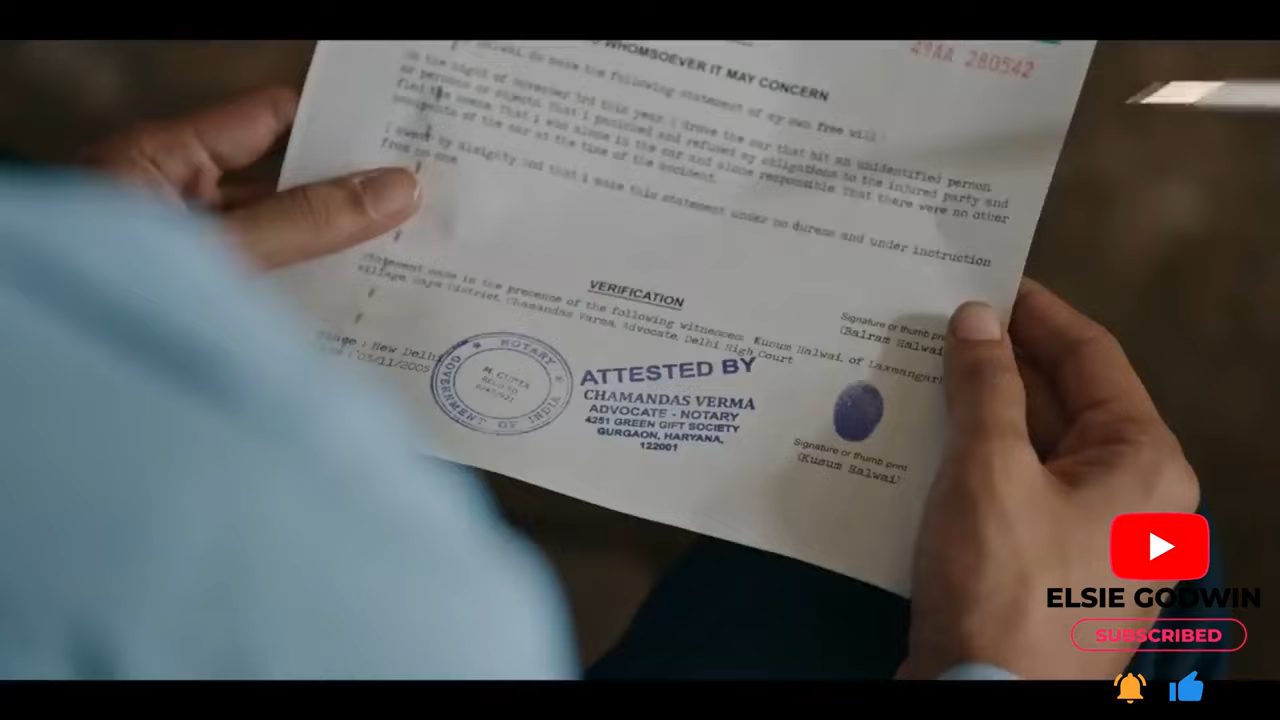 WHOMSOEVER IT MAY CONCERN
49AA 280542
do make the following statement of my own free will:
On the night of November 3rd this year, I drove the car that hit an unidentified person
or persons or objects. That I panicked and refused my obligations to the injured party and
the scene. That I was alone in the car and alone responsible. That there were no other
occupants of the car at the time of the accident.
I swear by almighty God that I make this statement under no duress and under instruction
from no one
VERIFICATION
Statement made in the presence of the following witnesses Kusum Halwai of Laxmangarh
Village, Gaya District, Chamandas Verma, Advocate, Delhi High Court
Signature or thumb print
(Balram Halwai
Place : New Delhi
03/11/2005
NOTARY
GOVERNMENT OF INDIA
M. GUPTA
ATTESTED BY
CHAMANDAS VERMA
ADVOCATE - NOTARY
4251 GREEN GIFT SOCIETY
GURGAON, HARYANA,
122001
Signature or thumb print
(Kusum Halwai)
ELSIE GODWIN
SUBSCRIBED